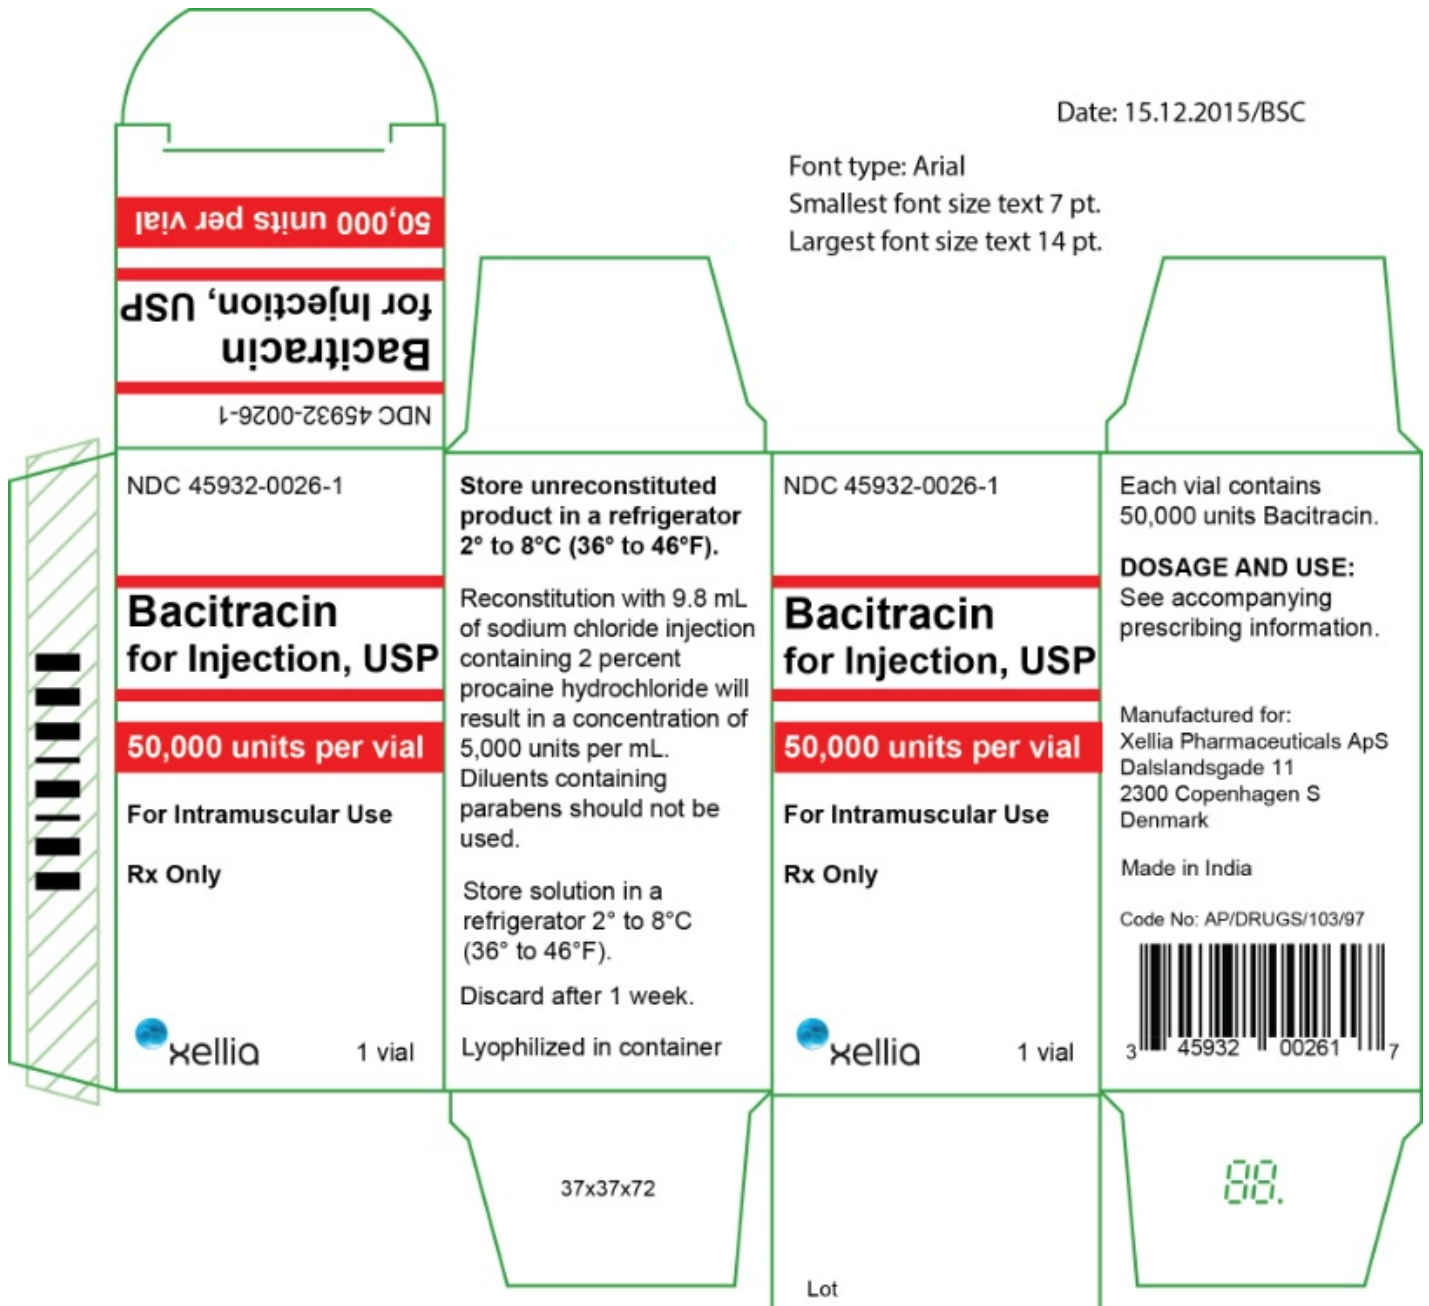 Date: 15.12.2015/BSC
Font type: Arial
Smallest font size text 7 pt.
Largest font size text 14 pt.
50,000 units per vial
for Injection, USP
Bacitracin
NDC 45932-0026-1
NDC 45932-0026-1
Bacitracin
for Injection, USP
50,000 units per vial
For Intramuscular Use
Rx Only
xellia
1 vial
Store unreconstituted
product in a refrigerator
2° to 8°C (36° to 46°F).
Reconstitution with 9.8 mL
of sodium chloride injection
containing 2 percent
procaine hydrochloride will
result in a concentration of
5,000 units per mL.
Diluents containing
parabens should not be
used.
Store solution in a
refrigerator 2° to 8°C
(36° to 46°F).
Discard after 1 week.
Lyophilized in container
37x37x72
NDC 45932-0026-1
Bacitracin
for Injection, USP
50,000 units per vial
For Intramuscular Use
Rx Only
xellia
1 vial
Lot
Each vial contains
50,000 units Bacitracin.
DOSAGE AND USE:
See accompanying
prescribing information.
Manufactured for:
Xellia Pharmaceuticals ApS
Dalslandsgade 11
2300 Copenhagen S
Denmark
Made in India
Code No: AP/DRUGS/103/97
3 45932 00261 7
88.